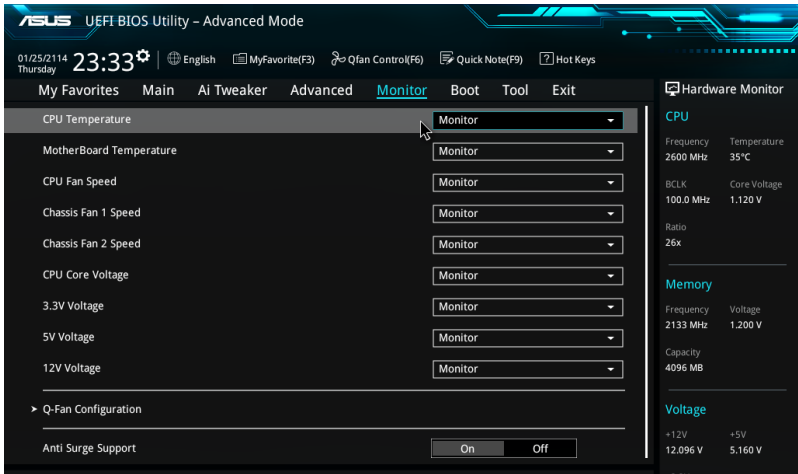 ASUS UEFI BIOS Utility – Advanced Mode
01/25/2114 Thursday 23:33 English MyFavorite(F3) Qfan Control(F6) Quick Note(F9) ? Hot Keys
My Favorites Main Ai Tweaker Advanced Monitor Boot Tool Exit
CPU Temperature Monitor
MotherBoard Temperature Monitor
CPU Fan Speed Monitor
Chassis Fan 1 Speed Monitor
Chassis Fan 2 Speed Monitor
CPU Core Voltage Monitor
3.3V Voltage Monitor
5V Voltage Monitor
12V Voltage Monitor
Q-Fan Configuration
Anti Surge Support On Off
Hardware Monitor
CPU
Frequency Temperature
2600 MHz 35°C
BCLK Core Voltage
100.0 MHz 1.120 V
Ratio
26x
Memory
Frequency Voltage
2133 MHz 1.200 V
Capacity
4096 MB
Voltage
+12V +5V
12.096 V 5.160 V